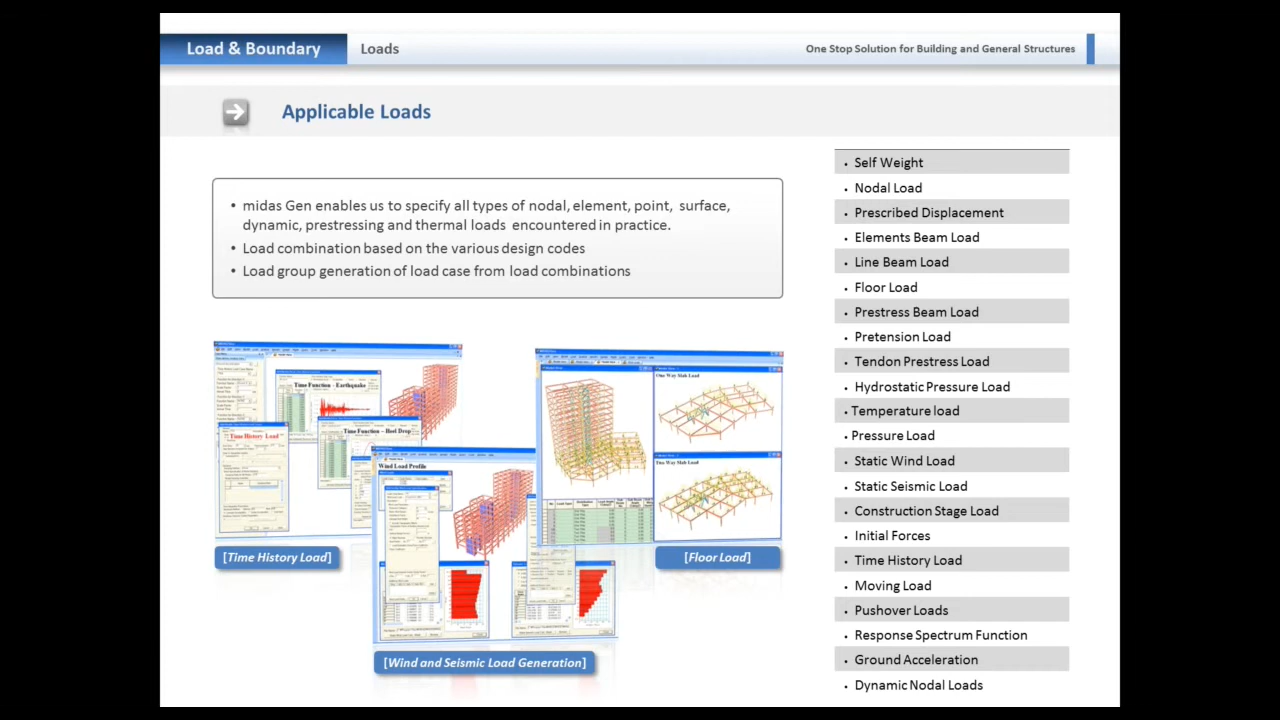 Load & Boundary
Loads
One Stop Solution for Building and General Structures
Applicable Loads
• midas Gen enables us to specify all types of nodal, element, point, surface,
dynamic, prestressing and thermal loads encountered in practice.
• Load combination based on the various design codes
• Load group generation of load case from load combinations
Time Function - Earthquake
Time History Load
Time Function - Heel Drop
Wind Load Profile
One Way Slab Load
Two Way Slab Load
[Time History Load]
[Floor Load]
[Wind and Seismic Load Generation]
• Self Weight
• Nodal Load
• Prescribed Displacement
• Elements Beam Load
• Line Beam Load
• Floor Load
• Prestress Beam Load
• Pretension Load
• Tendon Prestress Load
• Hydrostatic Pressure Load
• Temperature load
• Pressure Load
• Static Wind Load
• Static Seismic Load
• Construction Stage Load
• Initial Forces
• Time History Load
• Moving Load
• Pushover Loads
• Response Spectrum Function
• Ground Acceleration
• Dynamic Nodal Loads